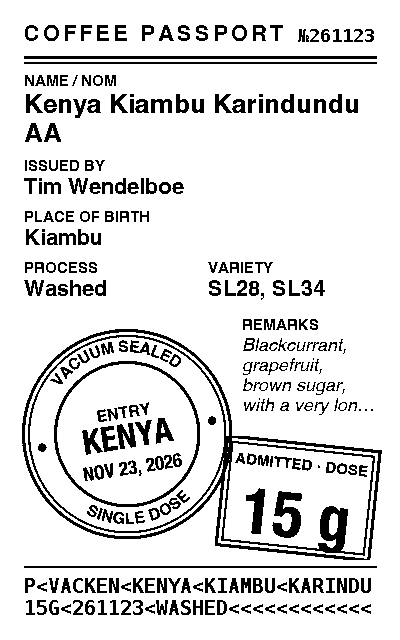 COFFEE PASSPORT №261123
NAME / NOM
Kenya Kiambu Karindundu
AA
ISSUED BY
Tim Wendelboe
PLACE OF BIRTH
Kiambu
PROCESS VARIETY
Washed SL28, SL34
REMARKS
Blackcurrant,
grapefruit,
brown sugar,
with a very lon…
VACUUM SEALED
ENTRY
KENYA
NOV 23, 2026
SINGLE DOSE
ADMITTED · DOSE
15 g
P<VACKEN<KENYA<KIAMBU<KARINDU
15G<261123<WASHED<<<<<<<<<<<<